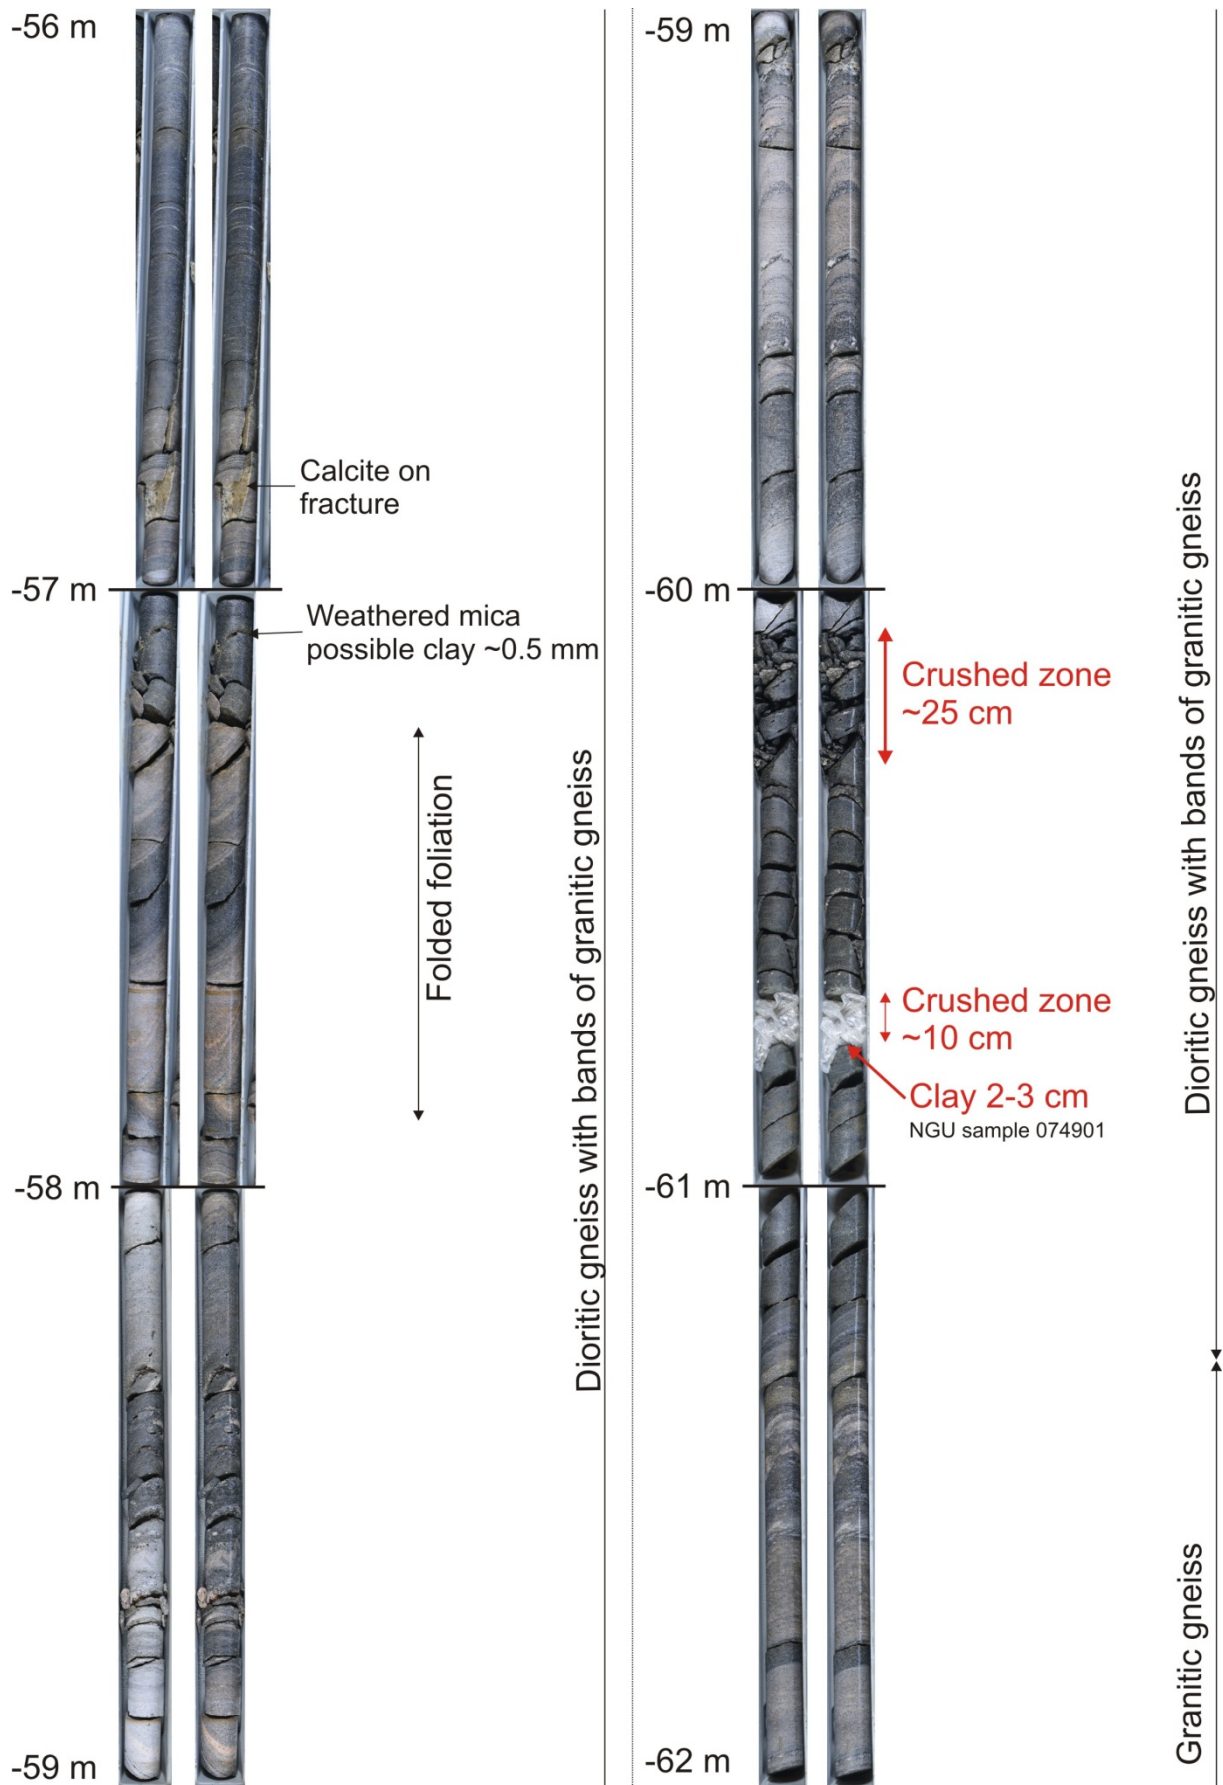 -56 m
Calcite on
fracture
-57 m
Weathered mica
possible clay ~0.5 mm
Folded foliation
Dioritic gneiss with bands of granitic gneiss
-58 m
-59 m
-59 m
-60 m
Crushed zone
~25 cm
Crushed zone
~10 cm
Clay 2-3 cm
NGU sample 074901
Dioritic gneiss with bands of granitic gneiss
-61 m
Granitic gneiss
-62 m